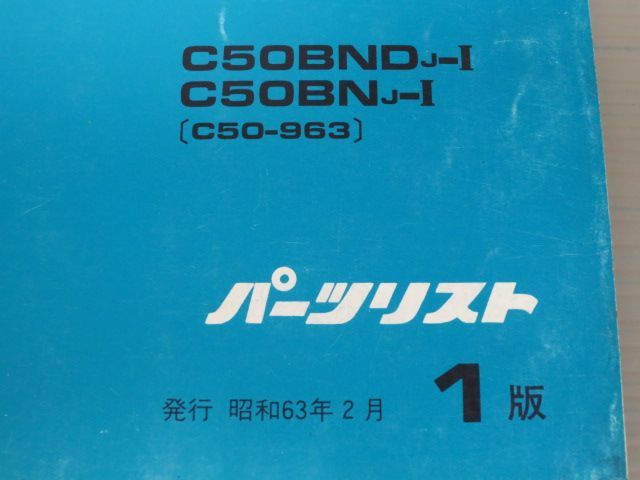 C50BNDJ-I
C50BNJ-I
〔C50-963〕
パーツリスト
発行 昭和63年2月 1版